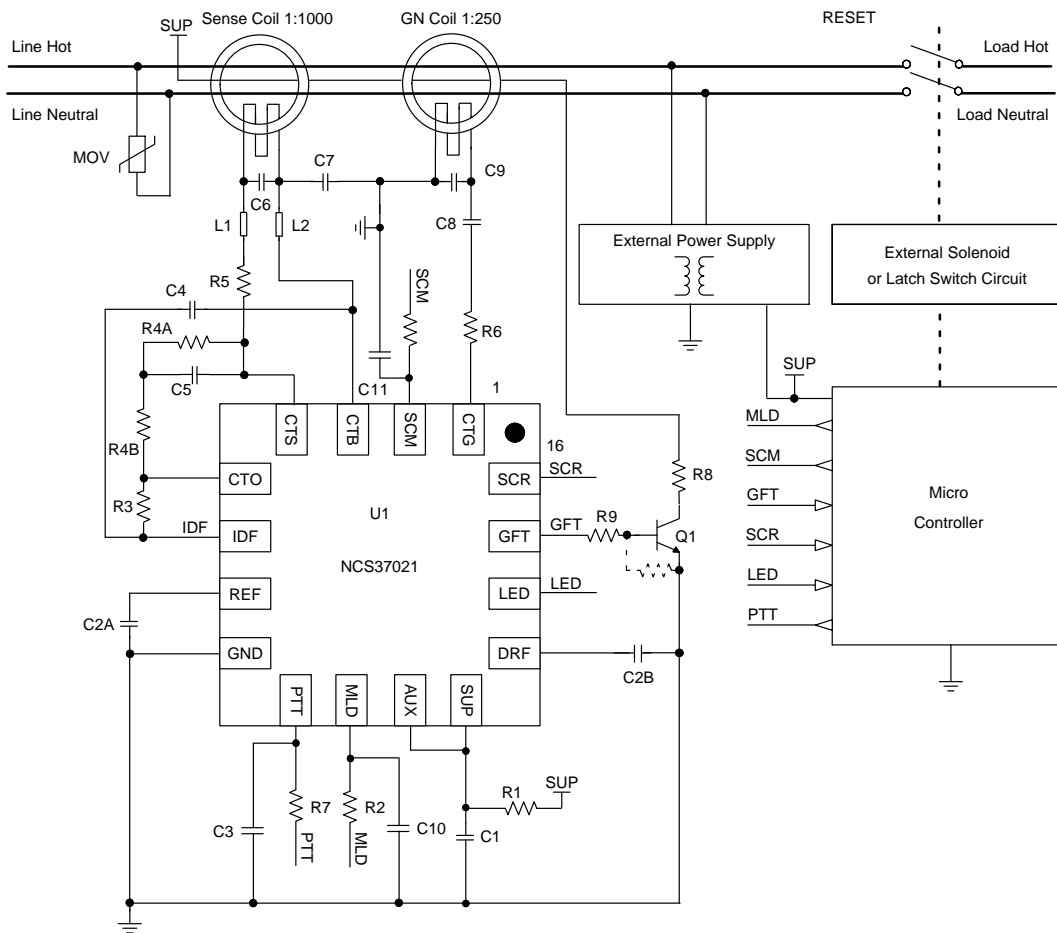 Sense Coil 1:1000
GN Coil 1:250
RESET
SUP
Line Hot
Load Hot
Line Neutral
Load Neutral
MOV
C7
C9
C6
C8
L1
L2
External Power Supply
External Solenoid
or Latch Switch Circuit
R5
SCM
C4
R4A
R6
C5
C11
1
SUP
CTS
CTB
SCM
CTG
MLD
R4B
16
CTO
SCR
SCR
R8
SCM
R3
U1
GFT
Micro
Controller
IDF
IDF
GFT
GFT
R9
Q1
SCR
NCS37021
REF
LED
LED
LED
C2A
PTT
GND
DRF
C2B
PTT
MLD
AUX
SUP
SUP
R1
R7
R2
C3
PTT
MLD
C10
C1